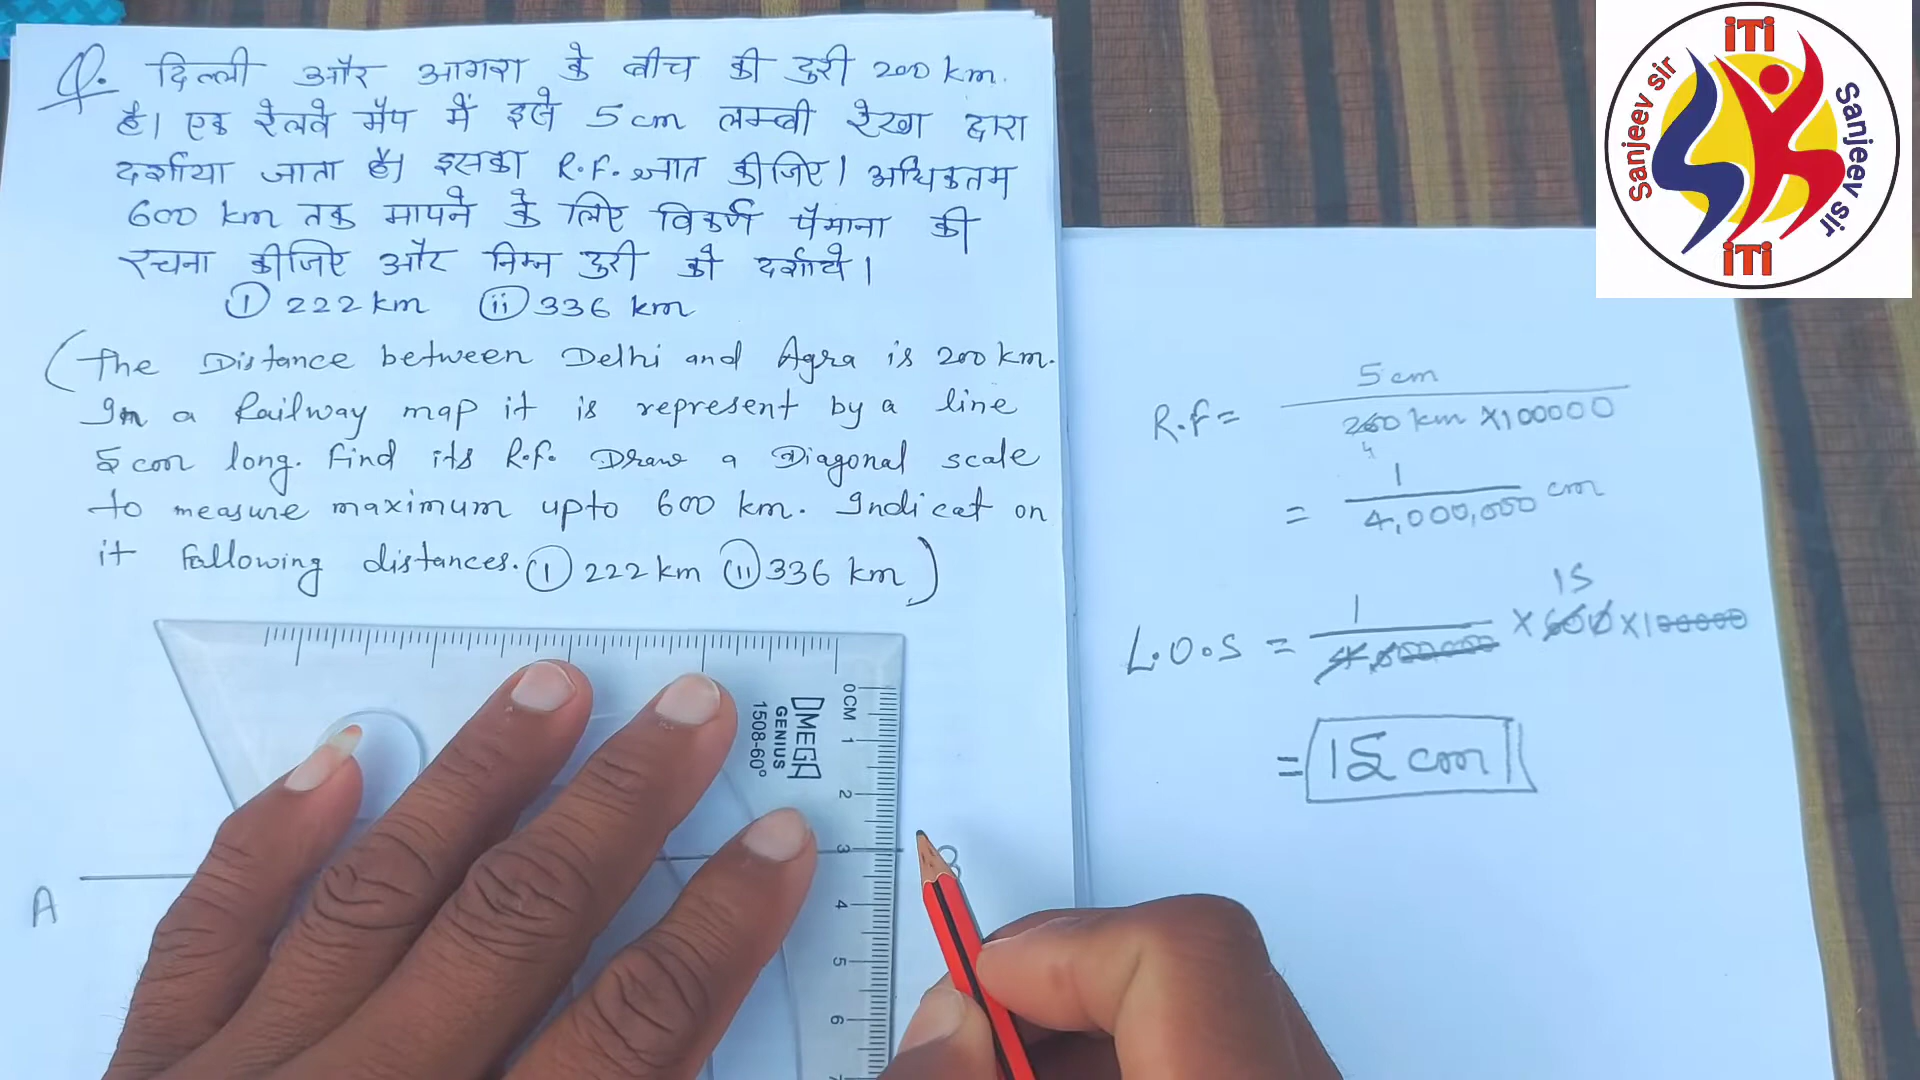 Q. दिल्ली और आगरा के बीच की दुरी 200 km.
है। एक रेलवे मैप में इसे 5 cm लम्बी रेखा द्वारा
दर्शाया जाता है। इसका R.F. ज्ञात कीजिए। अधिकतम
600 km तक मापने के लिए विकर्ण पैमाना की
रचना कीजिए और निम्न दुरी को दर्शाये।
(i) 222 km (ii) 336 km
(The Distance between Delhi and Agra is 200 km.
In a Railway map it is represent by a line
5 cm long. Find its R.F. Draw a Diagonal scale
to measure maximum upto 600 km. Indicat on
it following distances. (i) 222 km (ii) 336 km)
A
B
0CM 1 2 3 4 5 6 7
OMEGA
GENIUS
1508-60°
5 cm
R.F = 200 km ×100000
4
1
= 4,000,000 cm
15
1
L.O.S = 4,000,000 × 600 × 100000
= 15 cm
iTi
Sanjeev sir
Sanjeev sir
iTi